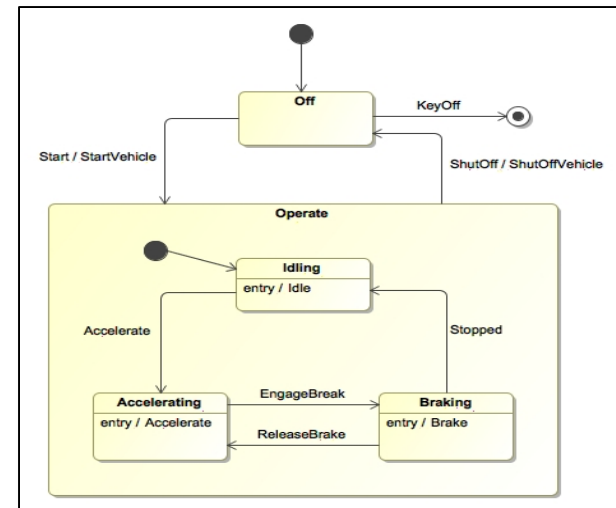 Off
KeyOff
Start / StartVehicle
ShutOff / ShutOffVehicle
Operate
Idling
entry / Idle
Accelerate
Stopped
Accelerating
entry / Accelerate
EngageBreak
ReleaseBrake
Braking
entry / Brake